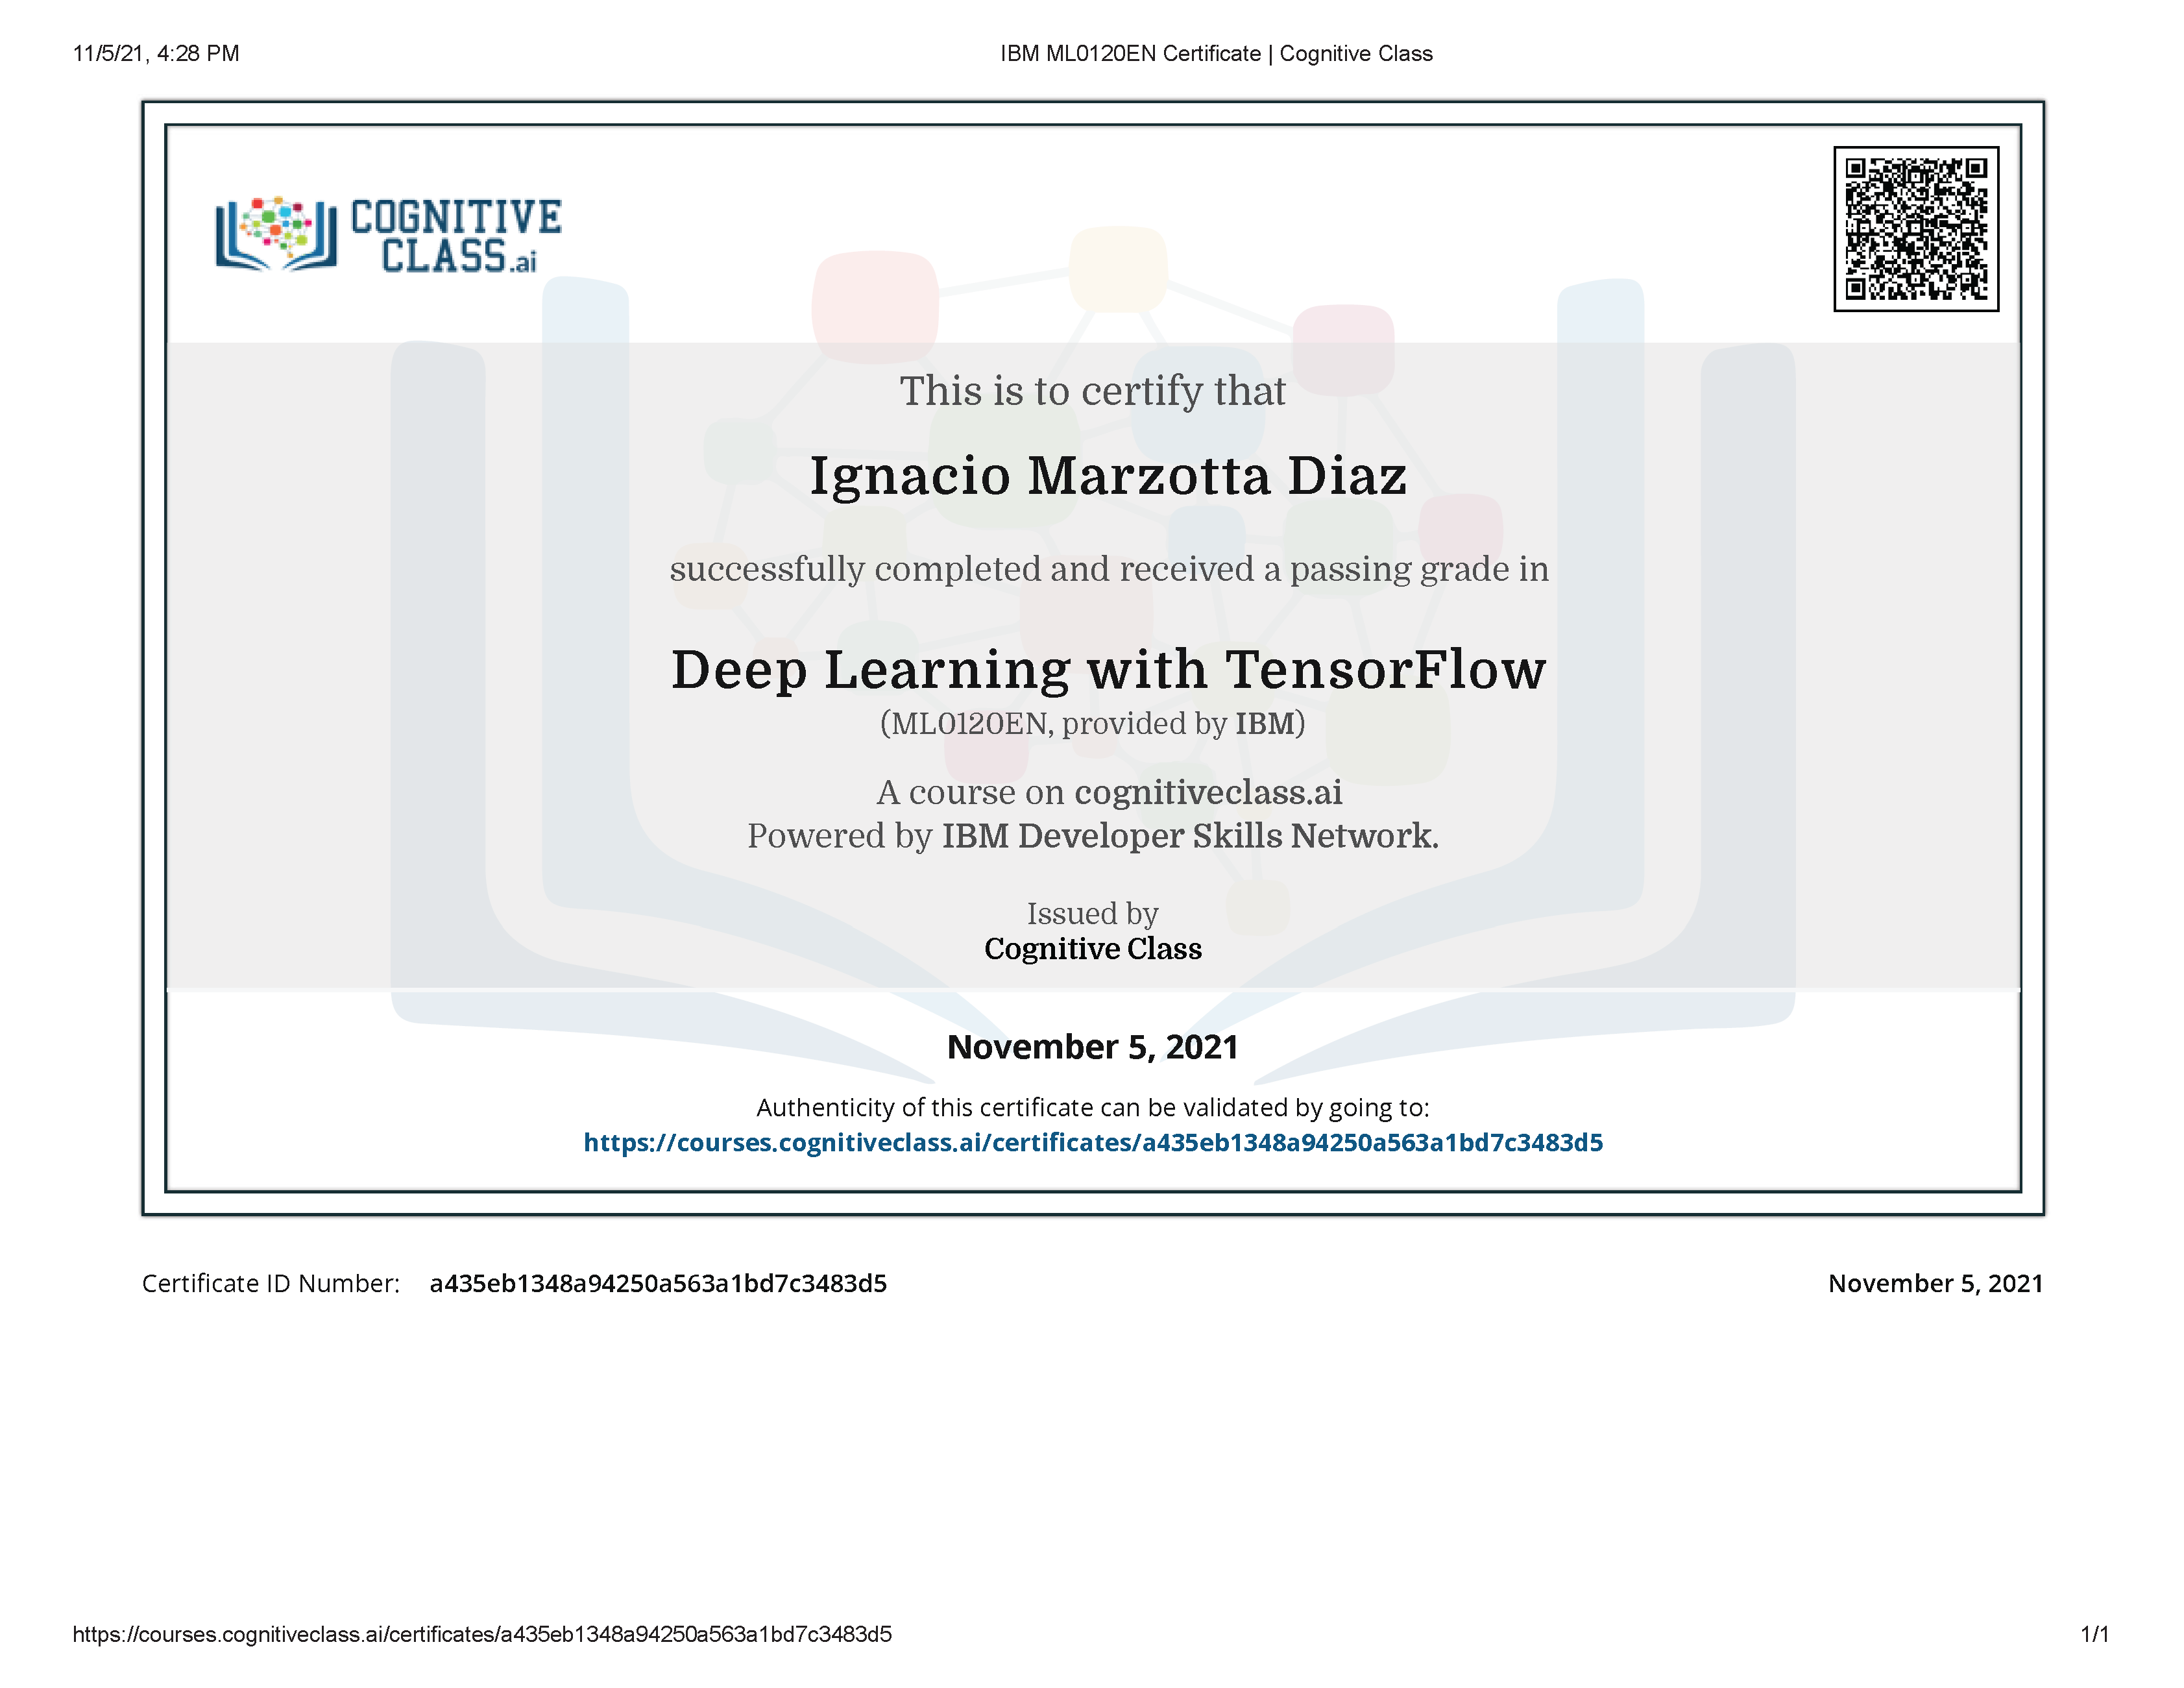 11/5/21, 4:28 PM
IBM ML0120EN Certificate | Cognitive Class
COGNITIVE
CLASS.ai
This is to certify that
Ignacio Marzotta Diaz
successfully completed and received a passing grade in
Deep Learning with TensorFlow
(ML0120EN, provided by IBM)
A course on cognitiveclass.ai
Powered by IBM Developer Skills Network.
Issued by
Cognitive Class
November 5, 2021
Authenticity of this certificate can be validated by going to:
https://courses.cognitiveclass.ai/certificates/a435eb1348a94250a563a1bd7c3483d5
Certificate ID Number: a435eb1348a94250a563a1bd7c3483d5
November 5, 2021
https://courses.cognitiveclass.ai/certificates/a435eb1348a94250a563a1bd7c3483d5
1/1